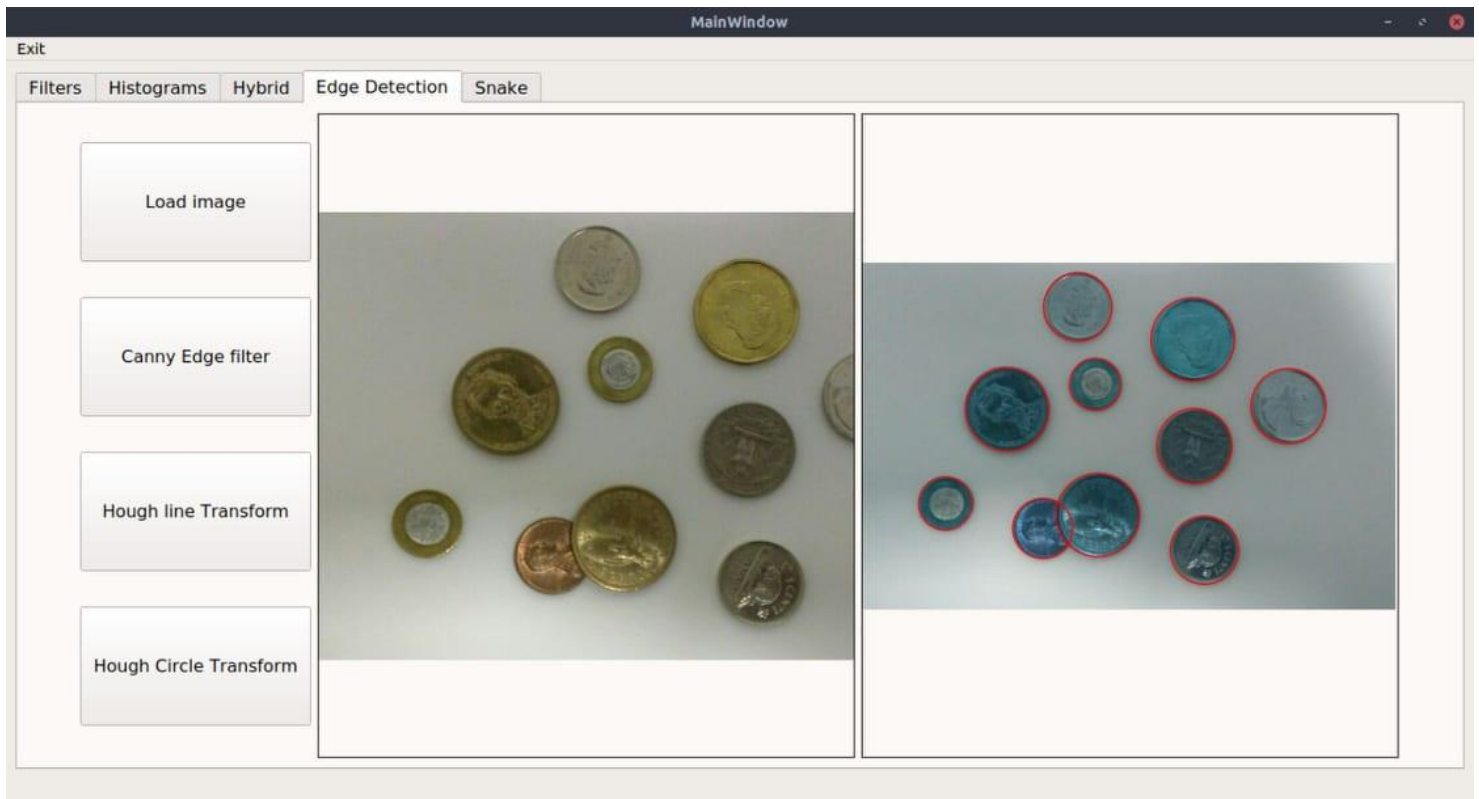 MainWindow
Exit
Filters Histograms Hybrid Edge Detection Snake
Load image
Canny Edge filter
Hough line Transform
Hough Circle Transform